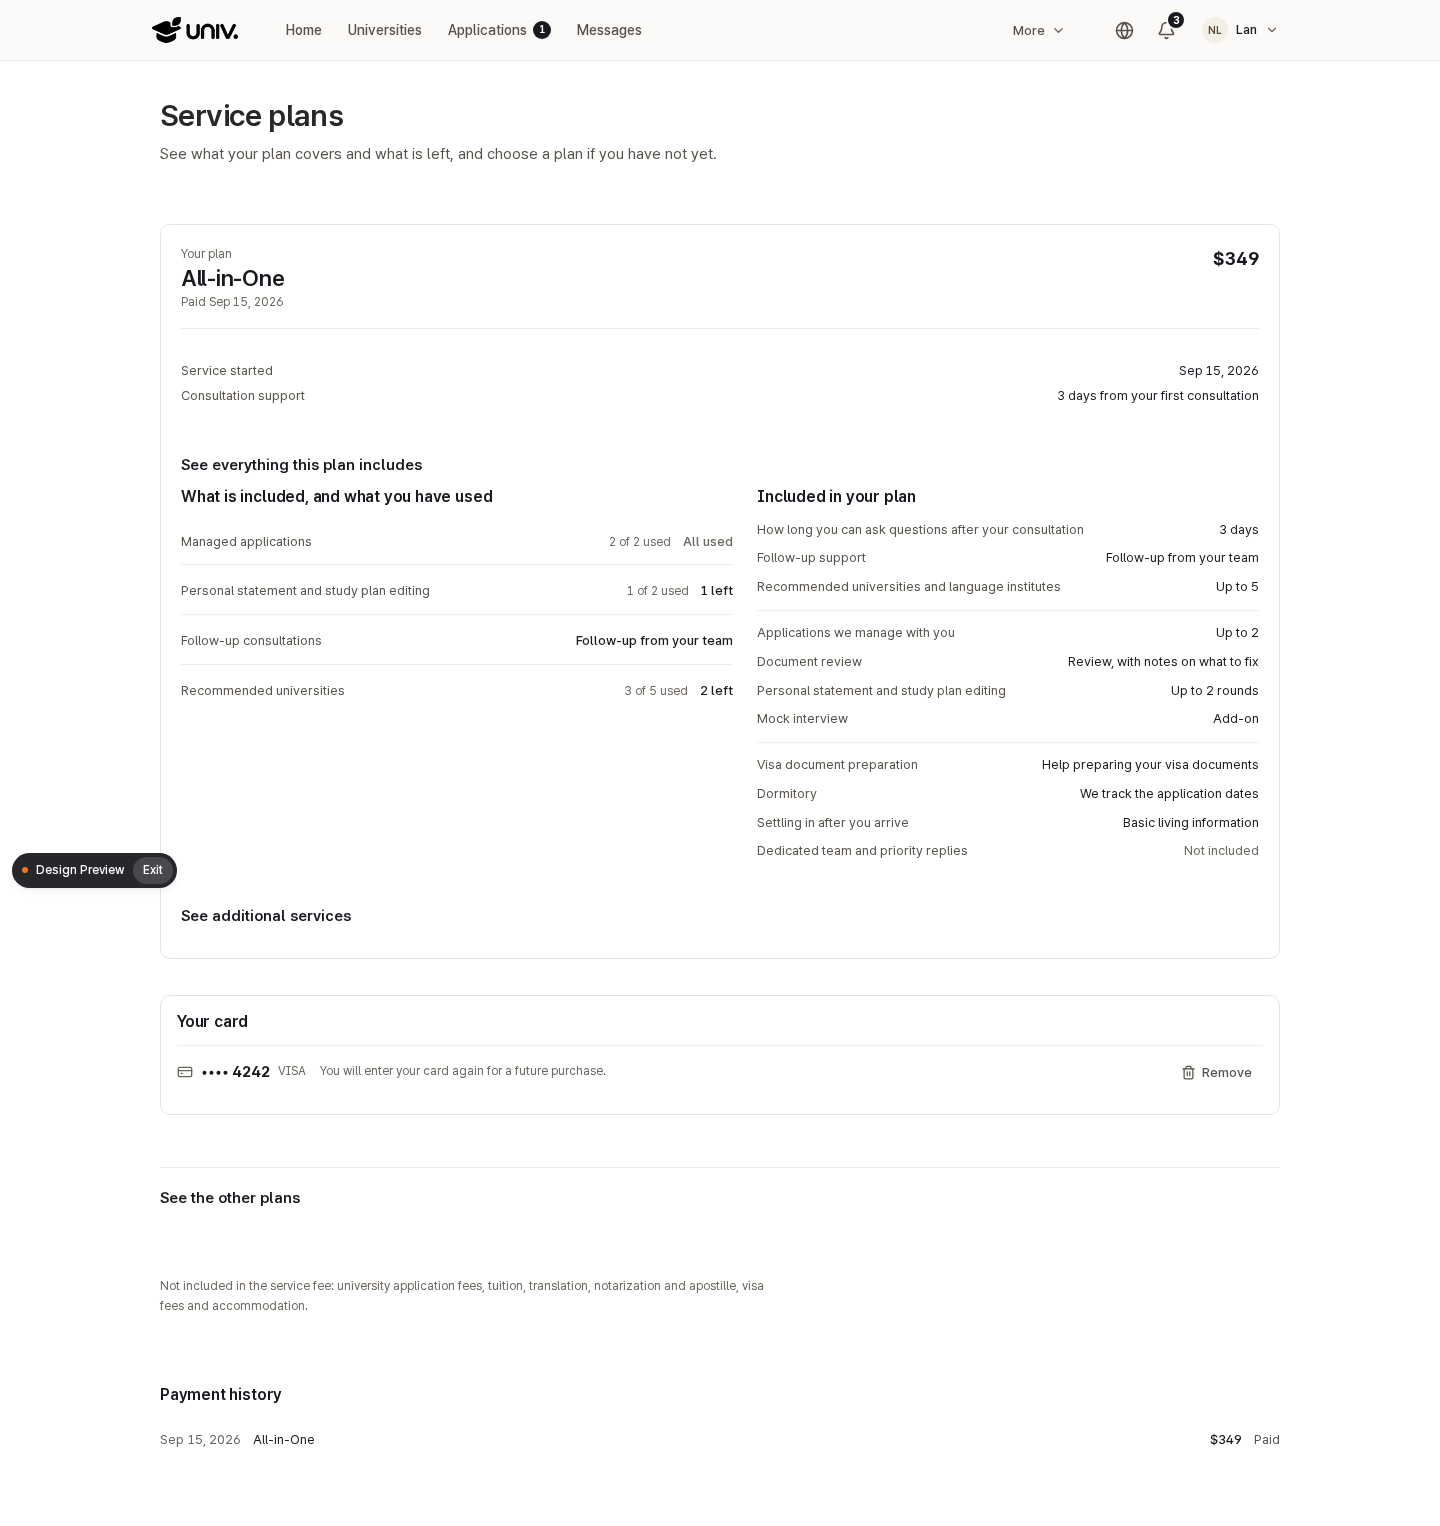 UNIV.
Home
Universities
Applications 1
Messages
More
3
NL
Lan
Service plans
See what your plan covers and what is left, and choose a plan if you have not yet.
Your plan
All-in-One
$349
Paid Sep 15, 2026
Service started
Sep 15, 2026
Consultation support
3 days from your first consultation
See everything this plan includes
What is included, and what you have used
Managed applications
2 of 2 used
All used
Personal statement and study plan editing
1 of 2 used
1 left
Follow-up consultations
Follow-up from your team
Recommended universities
3 of 5 used
2 left
Included in your plan
How long you can ask questions after your consultation
3 days
Follow-up support
Follow-up from your team
Recommended universities and language institutes
Up to 5
Applications we manage with you
Up to 2
Document review
Review, with notes on what to fix
Personal statement and study plan editing
Up to 2 rounds
Mock interview
Add-on
Visa document preparation
Help preparing your visa documents
Dormitory
We track the application dates
Settling in after you arrive
Basic living information
Dedicated team and priority replies
Not included
Design Preview
Exit
See additional services
Your card
•••• 4242
VISA
You will enter your card again for a future purchase.
Remove
See the other plans
Not included in the service fee: university application fees, tuition, translation, notarization and apostille, visa
fees and accommodation.
Payment history
Sep 15, 2026
All-in-One
$349
Paid